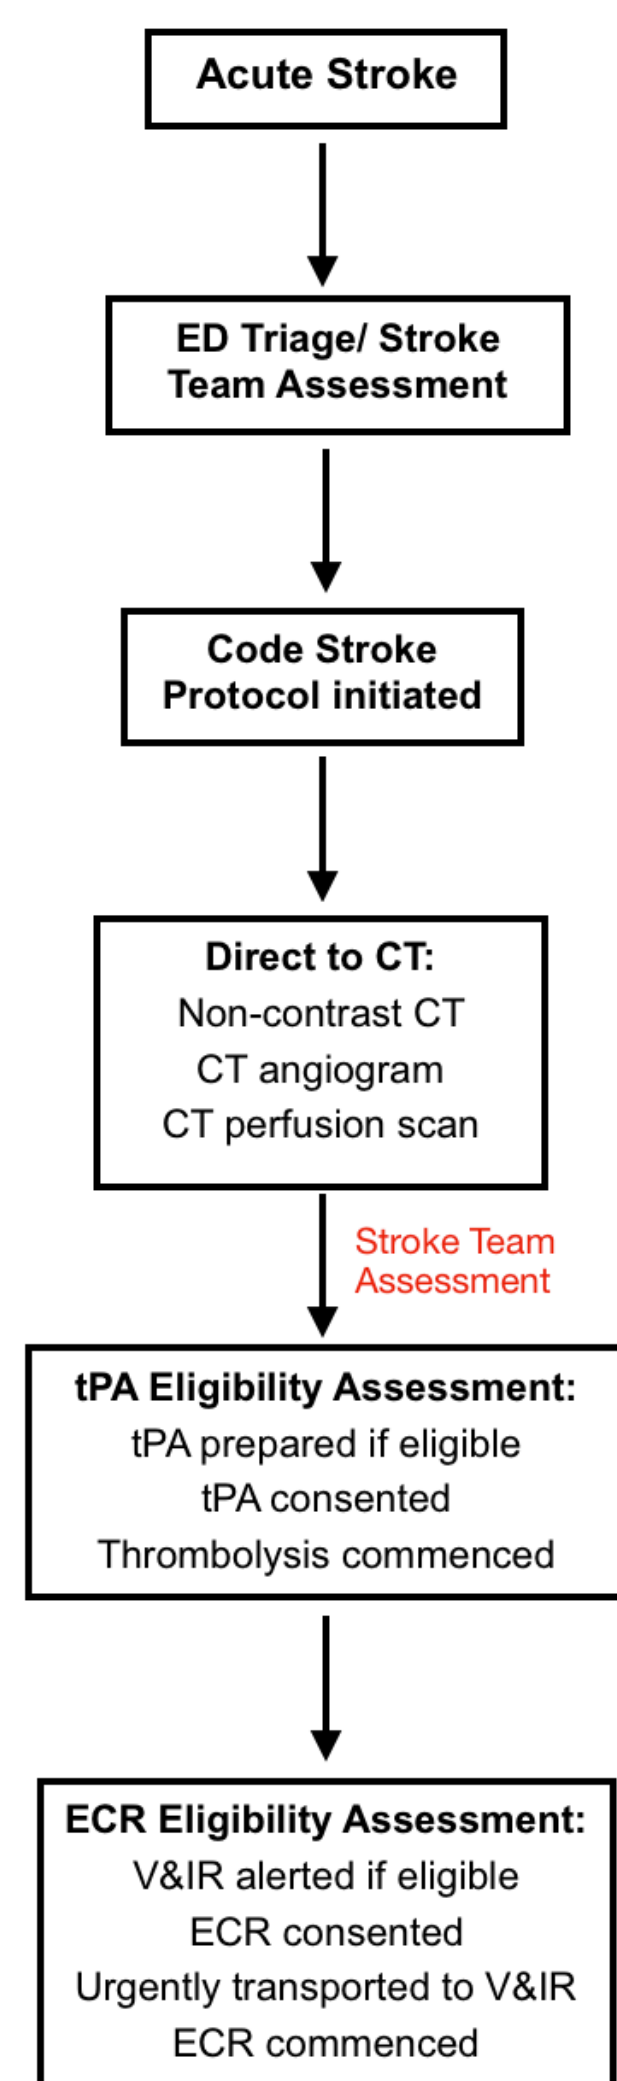 Acute Stroke
ED Triage/ Stroke
Team Assessment
Code Stroke
Protocol initiated
Direct to CT:
Non-contrast CT
CT angiogram
CT perfusion scan
Stroke Team
Assessment
tPA Eligibility Assessment:
tPA prepared if eligible
tPA consented
Thrombolysis commenced
ECR Eligibility Assessment:
V&IR alerted if eligible
ECR consented
Urgently transported to V&IR
ECR commenced